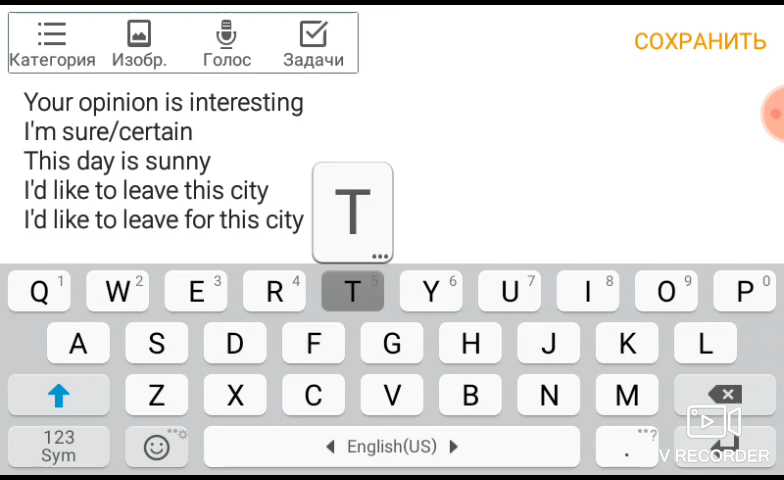 Категория Изобр. Голос Задачи
СОХРАНИТЬ
Your opinion is interesting
I'm sure/certain
This day is sunny
I'd like to leave this city
I'd like to leave for this city
T
Q 1 W 2 E 3 R 4 T 5 Y 6 U 7 I 8 O 9 P 0
A S D F G H J K L
Z X C V B N M
123
Sym
English(US)
. ?
V RECORDER